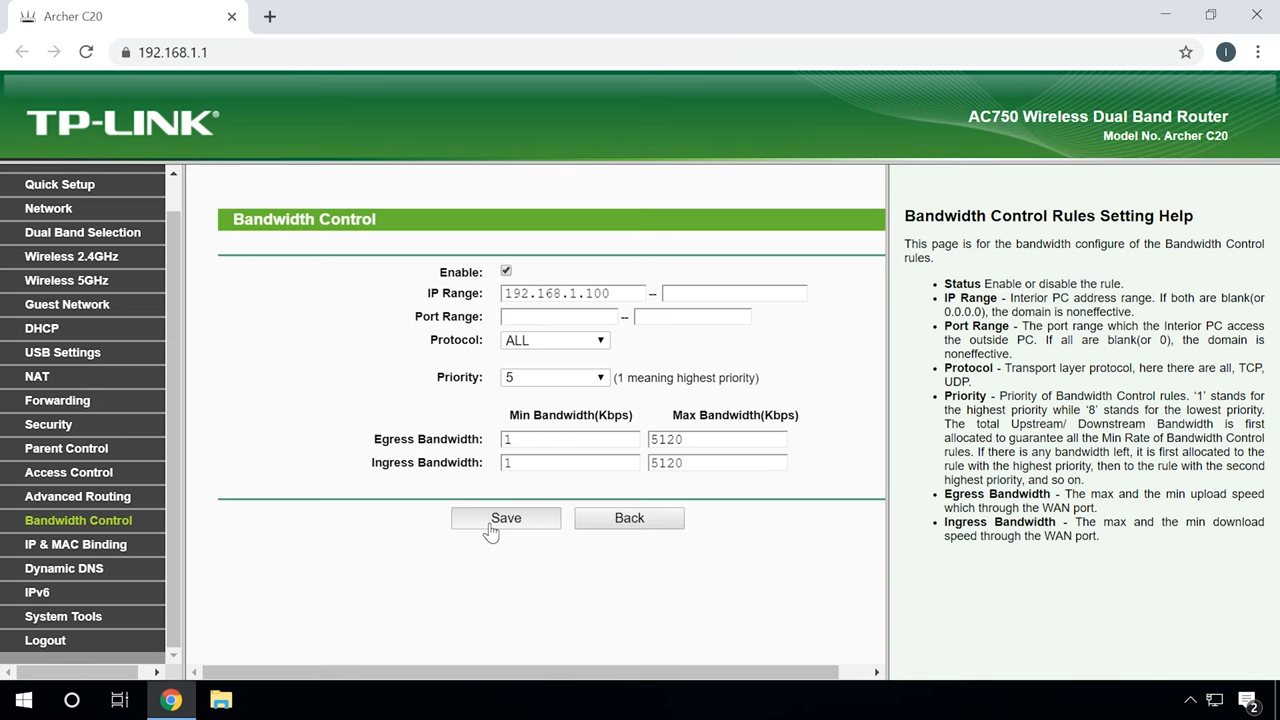 Archer C20
192.168.1.1
I
TP-LINK®
AC750 Wireless Dual Band Router
Model No. Archer C20
Quick Setup
Network
Dual Band Selection
Wireless 2.4GHz
Wireless 5GHz
Guest Network
DHCP
USB Settings
NAT
Forwarding
Security
Parent Control
Access Control
Advanced Routing
Bandwidth Control
IP & MAC Binding
Dynamic DNS
IPv6
System Tools
Logout
Bandwidth Control
Enable:
IP Range: 192.168.1.100 --
Port Range: --
Protocol: ALL
Priority: 5 (1 meaning highest priority)
Min Bandwidth(Kbps) Max Bandwidth(Kbps)
Egress Bandwidth: 1 5120
Ingress Bandwidth: 1 5120
Save Back
Bandwidth Control Rules Setting Help
This page is for the bandwidth configure of the Bandwidth Control
rules.
• Status Enable or disable the rule.
• IP Range - Interior PC address range. If both are blank(or
0.0.0.0), the domain is noneffective.
• Port Range - The port range which the Interior PC access
the outside PC. If all are blank(or 0), the domain is
noneffective.
• Protocol - Transport layer protocol, here there are all, TCP,
UDP.
• Priority - Priority of Bandwidth Control rules. ‘1’ stands for
the highest priority while ‘8’ stands for the lowest priority.
The total Upstream/ Downstream Bandwidth is first
allocated to guarantee all the Min Rate of Bandwidth Control
rules. If there is any bandwidth left, it is first allocated to the
rule with the highest priority, then to the rule with the second
highest priority, and so on.
• Egress Bandwidth - The max and the min upload speed
which through the WAN port.
• Ingress Bandwidth - The max and the min download
speed through the WAN port.
2